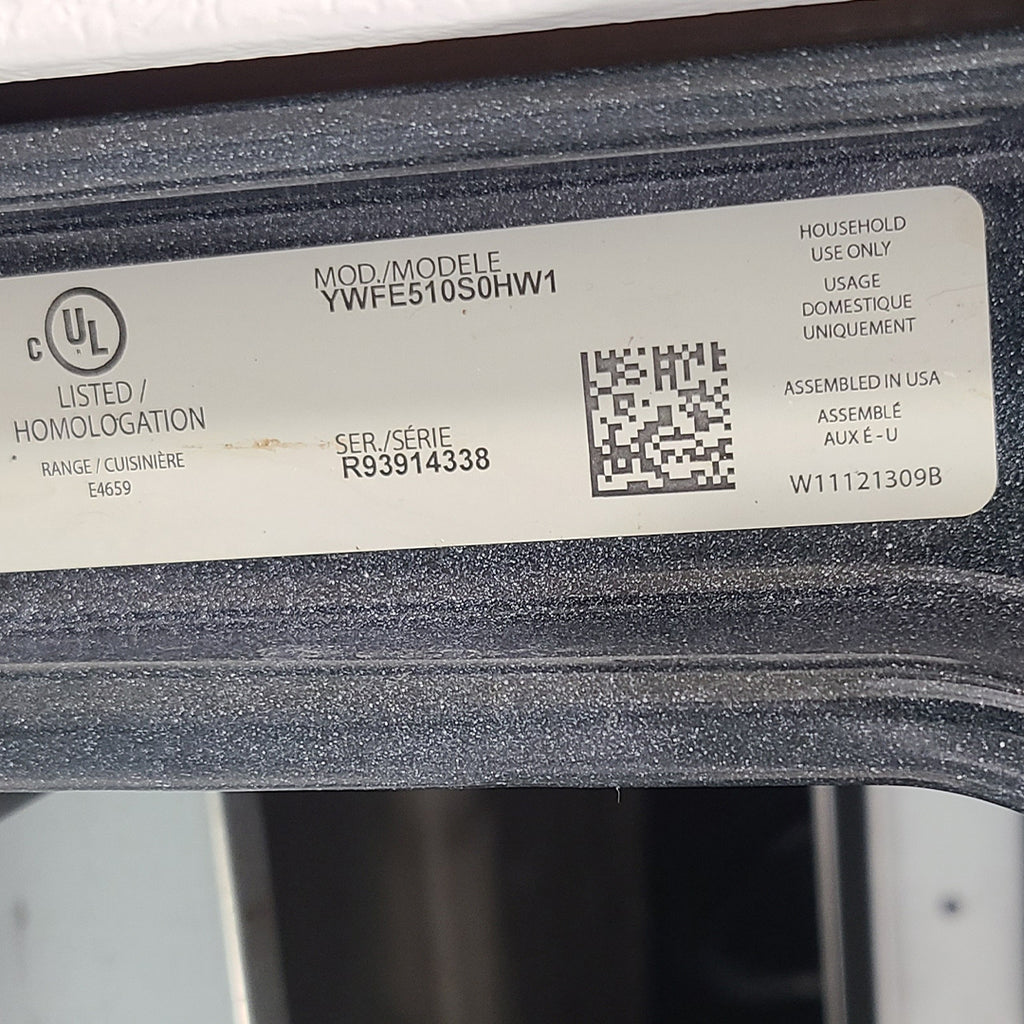 C UL
R
LISTED /
HOMOLOGATION
RANGE / CUISINIÈRE
E4659
MOD./MODELE
YWFE510S0HW1
SER./SÉRIE
R93914338
HOUSEHOLD
USE ONLY
USAGE
DOMESTIQUE
UNIQUEMENT
ASSEMBLED IN USA
ASSEMBLÉ
AUX É-U
W11121309B